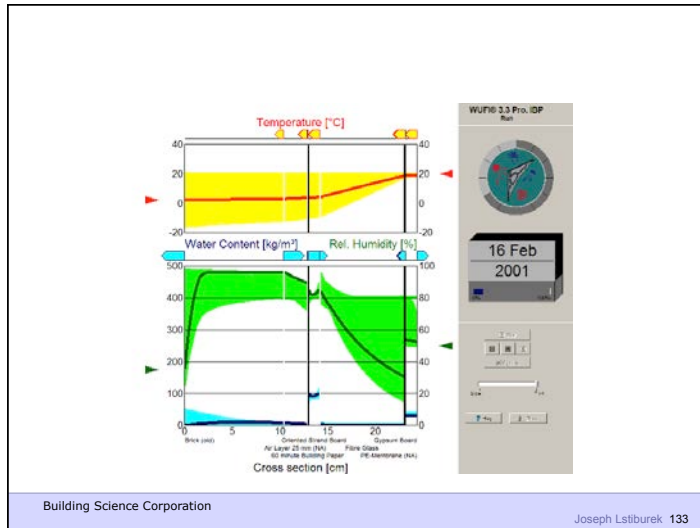 WUFI® 3.3 Pro. IBP
Run
Temperature [°C]
40
40
20
20
0
0
-20
-20
Water Content [kg/m³]
Rel. Humidity [%]
16 Feb
2001
500
100
400
80
300
60
200
40
100
20
0
0
0
5
10
15
20
Brick (old)
Oriented Strand Board
Gypsum Board
Air Layer 25 mm (NA)
Fibre Glass
60 minute Building Paper
PE-Membrane (NA)
Cross section [cm]
Building Science Corporation
Joseph Lstiburek 133